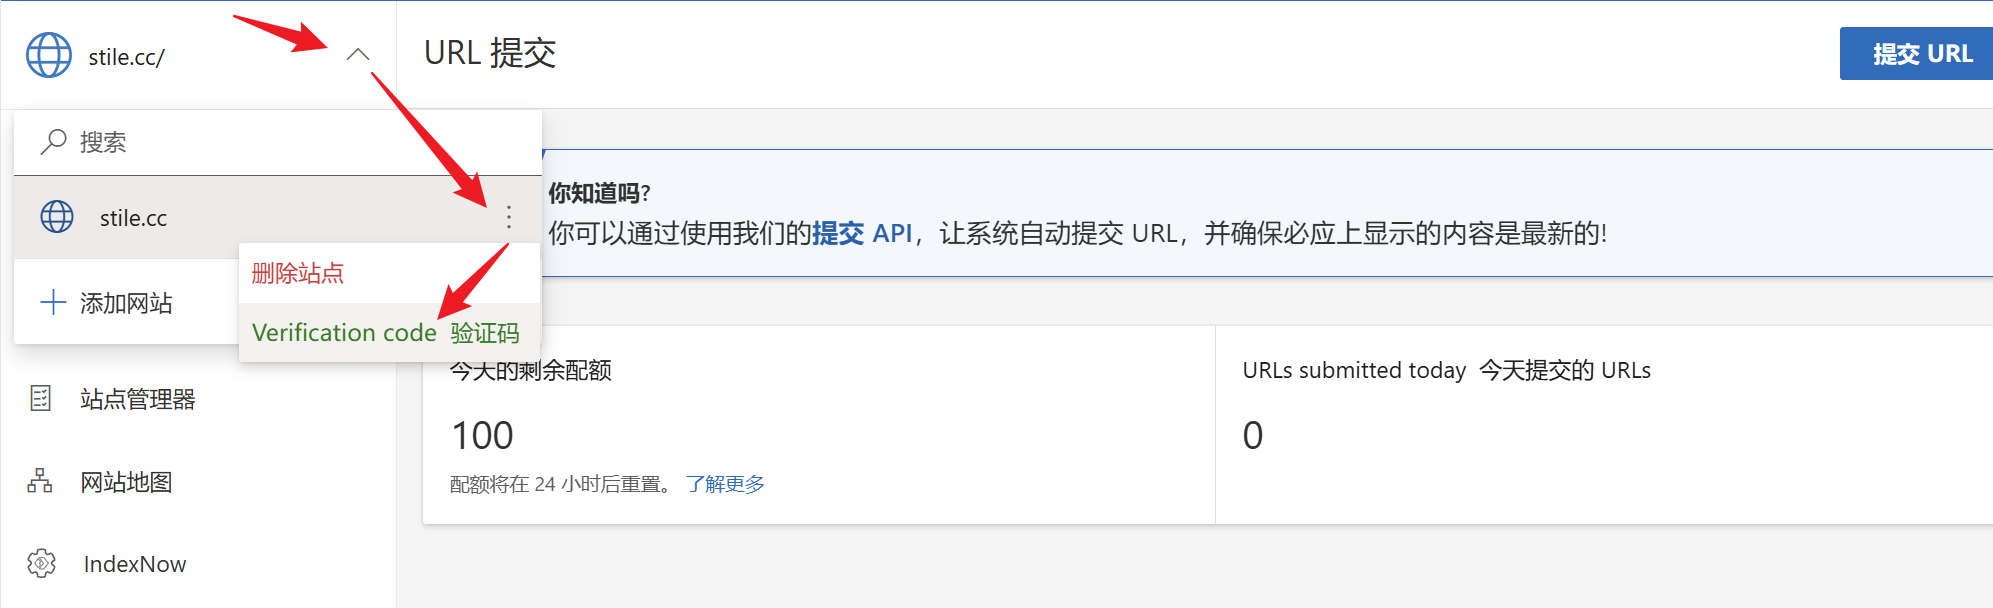 stile.cc/
URL 提交
提交 URL
搜索
stile.cc
删除站点
Verification code 验证码
添加网站
站点管理器
网站地图
IndexNow
你知道吗?
你可以通过使用我们的提交 API，让系统自动提交 URL，并确保必应上显示的内容是最新的!
今天的剩余配额
100
配额将在 24 小时后重置。 了解更多
URLs submitted today 今天提交的 URLs
0